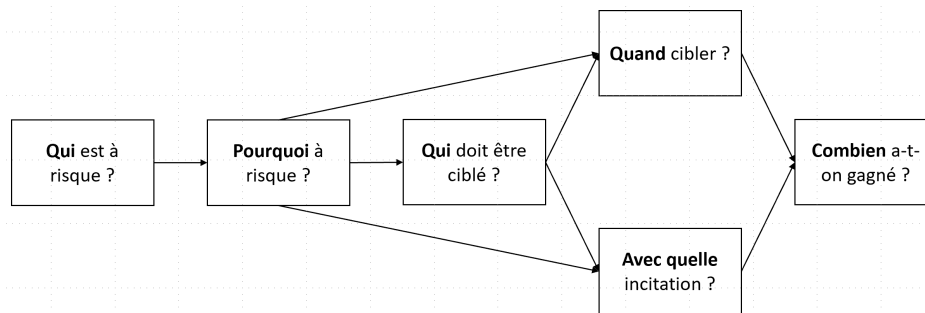 Quand cibler ?
Qui est à
risque ?
Pourquoi à
risque ?
Qui doit être
ciblé ?
Combien a-t-
on gagné ?
Avec quelle
incitation ?